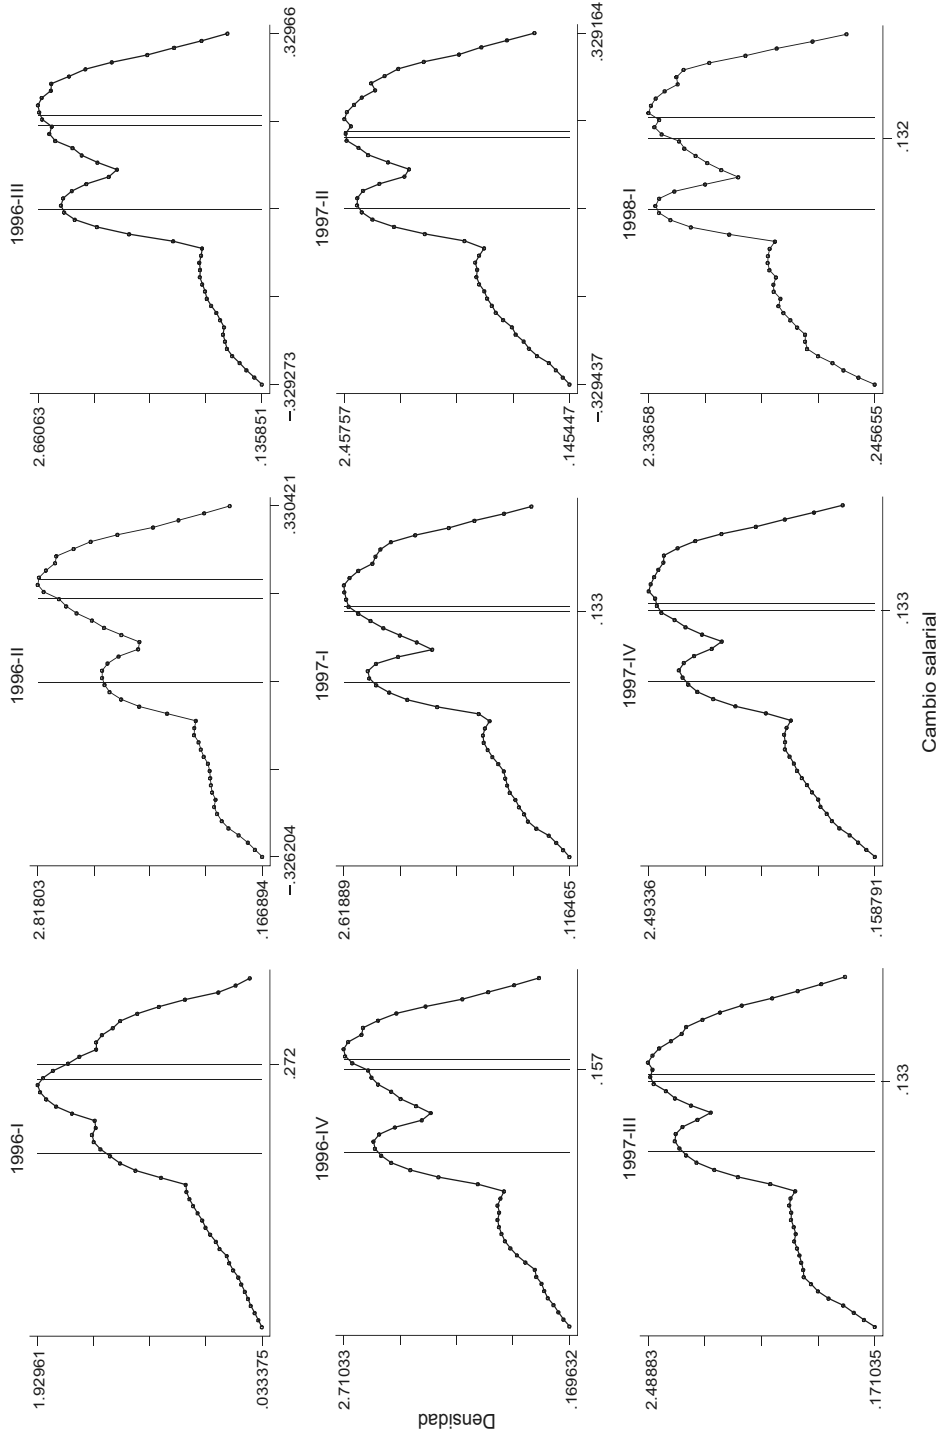 Densidad
1996-I
1.92961
.033375
.272
1996-II
2.81803
.166894
−.326204
.330421
1996-III
2.66063
.135851
−.329273
.32966
1996-IV
2.71033
.169632
.157
1997-I
2.61889
.116465
.133
1997-II
2.45757
.145447
−.329437
.329164
1997-III
2.48883
.171035
.133
1997-IV
2.49336
.158791
.133
1998-I
2.33658
.245655
.132
Cambio salarial